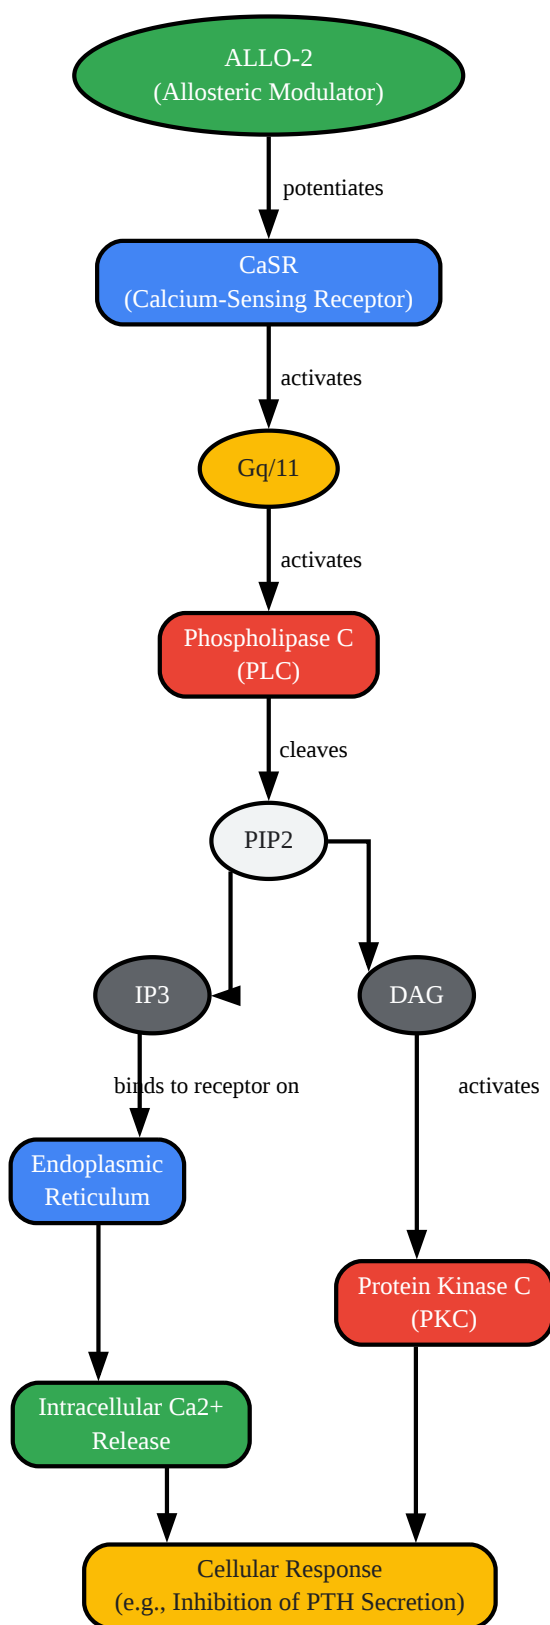 ALLO-2
(Allosteric Modulator)
potentiates
CaSR
(Calcium-Sensing Receptor)
activates
Gq/11
activates
Phospholipase C
(PLC)
cleaves
PIP2
IP3
DAG
binds to receptor on
activates
Endoplasmic
Reticulum
Protein Kinase C
(PKC)
Intracellular Ca2+
Release
Cellular Response
(e.g., Inhibition of PTH Secretion)